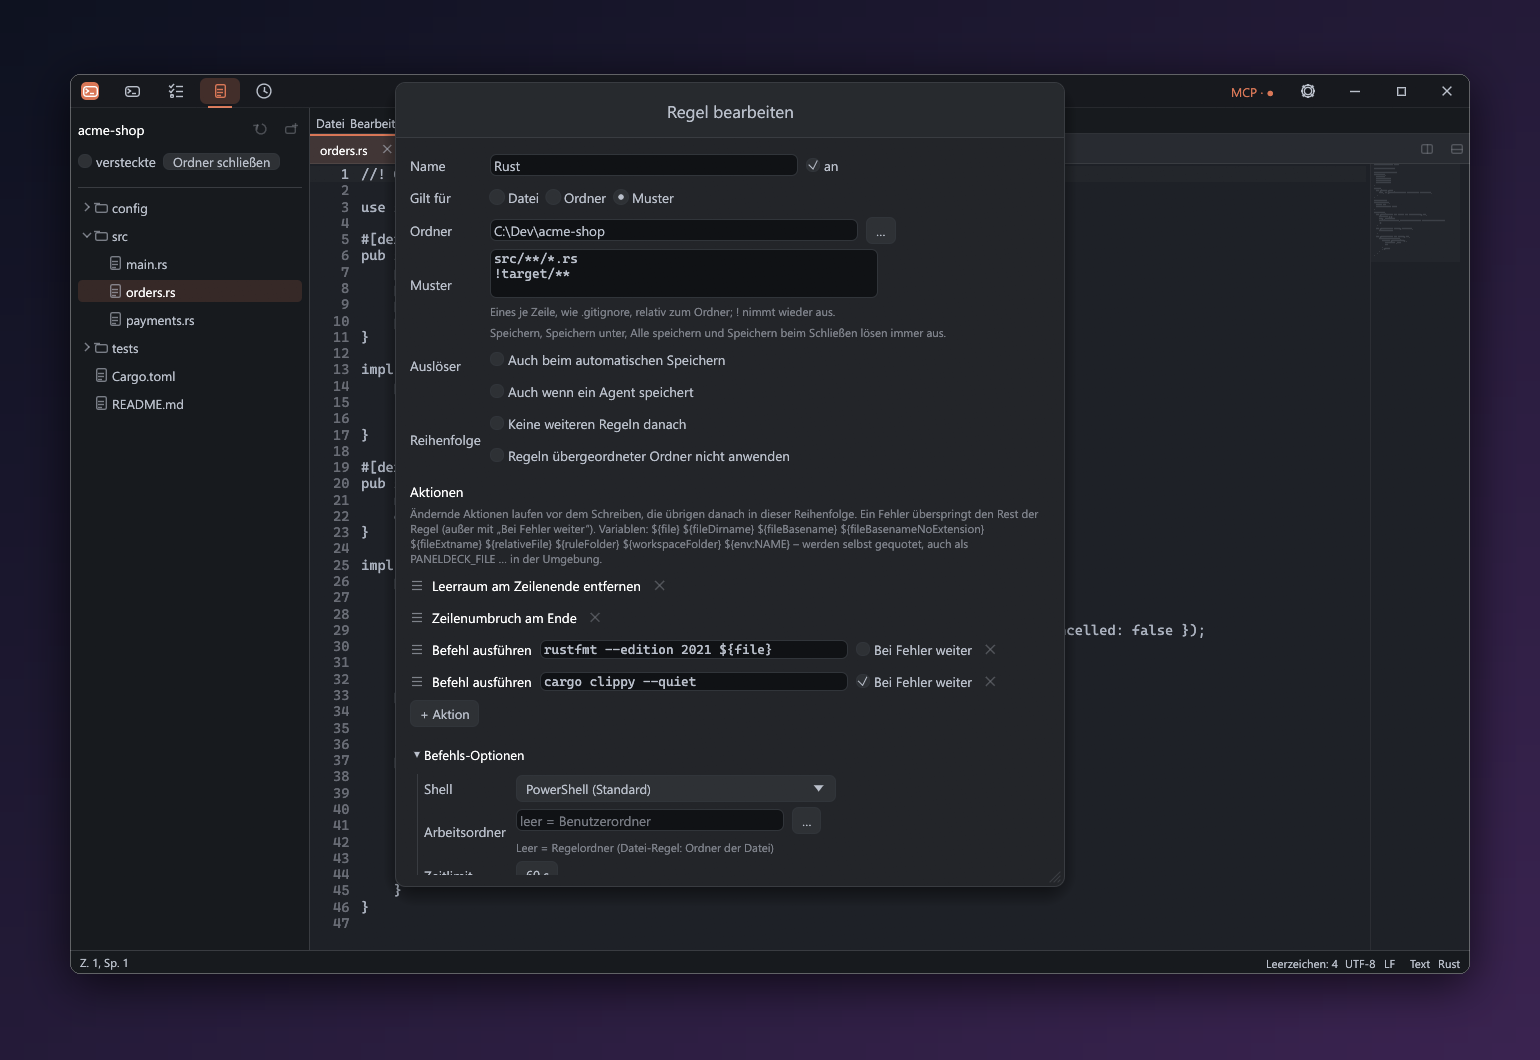 MCP
acme-shop
versteckte
Ordner schließen
config
src
main.rs
orders.rs
payments.rs
tests
Cargo.toml
README.md
Datei Bearbeit
orders.rs
1 //!
2
3 use
4
5 #[de
6 pub
7
8
9
10
11 }
12
13 impl
14
15
16
17 }
18
19 #[de
20 pub
21
22
23 }
24
25 impl
26
27
28
29 celled: false });
30
31
32
33
34
35
36
37
38
39
40
41
42
43
44
45 }
46 }
47
Regel bearbeiten
Name Rust an
Gilt für Datei Ordner Muster
Ordner C:\Dev\acme-shop ...
Muster
src/**/*.rs
!target/**
Eines je Zeile, wie .gitignore, relativ zum Ordner; ! nimmt wieder aus.
Speichern, Speichern unter, Alle speichern und Speichern beim Schließen lösen immer aus.
Auslöser
Auch beim automatischen Speichern
Auch wenn ein Agent speichert
Reihenfolge
Keine weiteren Regeln danach
Regeln übergeordneter Ordner nicht anwenden
Aktionen
Ändernde Aktionen laufen vor dem Schreiben, die übrigen danach in dieser Reihenfolge. Ein Fehler überspringt den Rest der
Regel (außer mit „Bei Fehler weiter“). Variablen: ${file} ${fileDirname} ${fileBasename} ${fileBasenameNoExtension}
${fileExtname} ${relativeFile} ${ruleFolder} ${workspaceFolder} ${env:NAME} – werden selbst gequotet, auch als
PANELDECK_FILE ... in der Umgebung.
Leerraum am Zeilenende entfernen
Zeilenumbruch am Ende
Befehl ausführen rustfmt --edition 2021 ${file} Bei Fehler weiter
Befehl ausführen cargo clippy --quiet Bei Fehler weiter
+ Aktion
Befehls-Optionen
Shell PowerShell (Standard)
Arbeitsordner leer = Benutzerordner ...
Leer = Regelordner (Datei-Regel: Ordner der Datei)
Zeitlimit 60 s
Z. 1, Sp. 1
Leerzeichen: 4 UTF-8 LF Text Rust